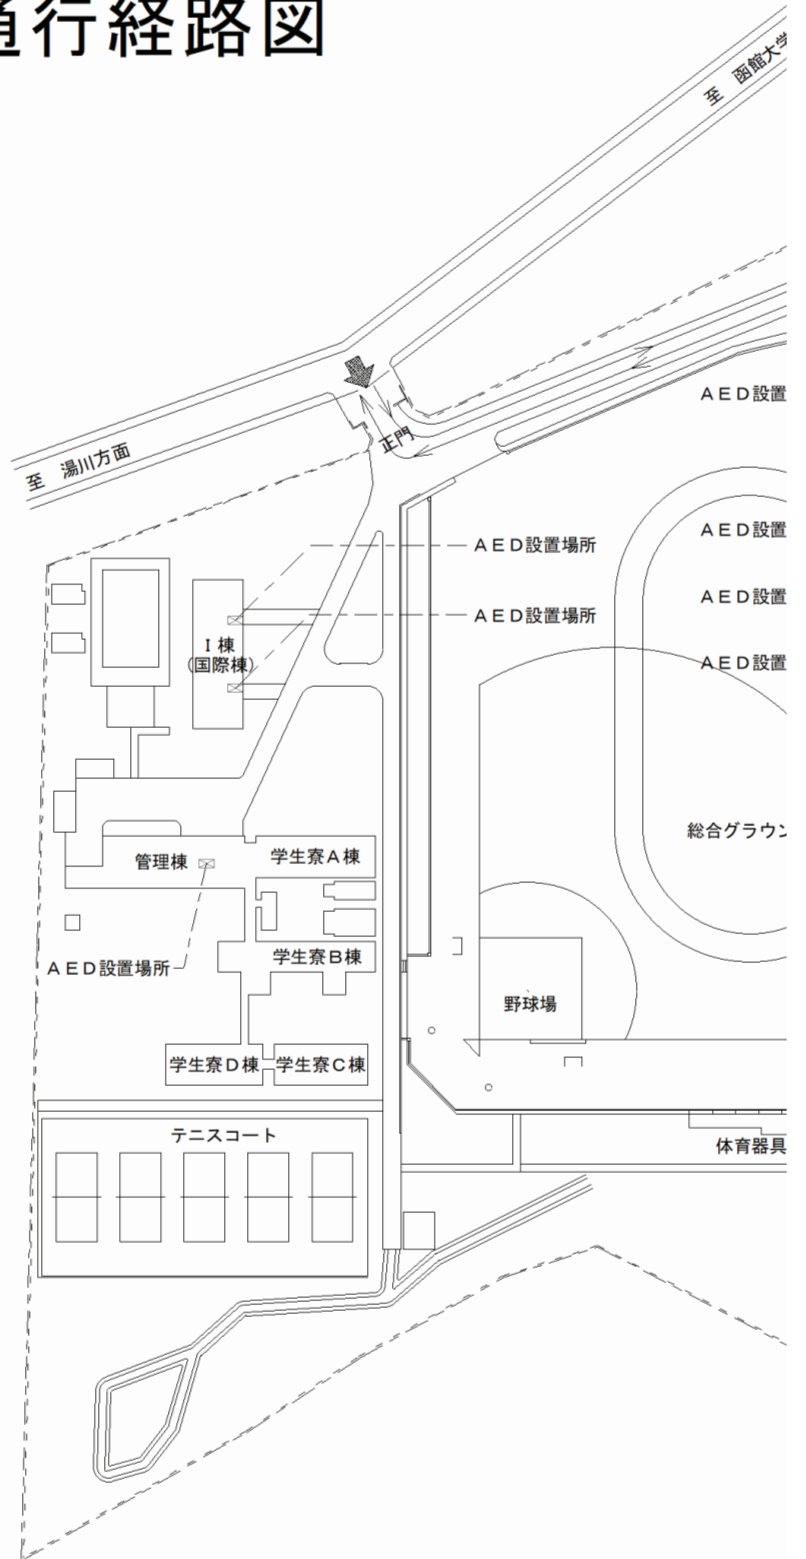 通行経路図
至 函館大学
至 湯川方面
正門
ＡＥＤ設置
ＡＥＤ設置
ＡＥＤ設置場所
ＡＥＤ設置
ＡＥＤ設置場所
Ｉ棟
(国際棟)
ＡＥＤ設置
総合グラウン
管理棟
学生寮Ａ棟
学生寮Ｂ棟
ＡＥＤ設置場所
野球場
学生寮Ｄ棟
学生寮Ｃ棟
テニスコート
体育器具